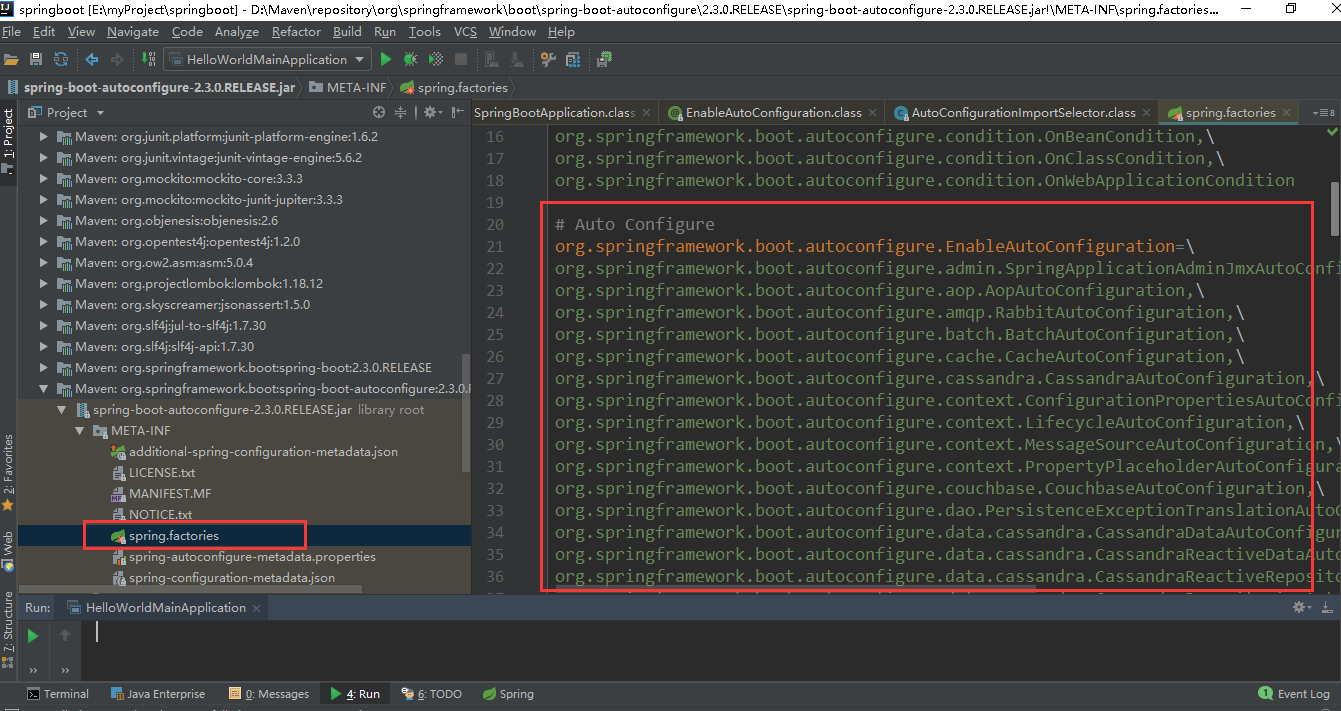 springboot [E:\myProject\springboot] - D:\Maven\repository\org\springframework\boot\spring-boot-autoconfigure\2.3.0.RELEASE\spring-boot-autoconfigure-2.3.0.RELEASE.jar!\META-INF\spring.factories...
File Edit View Navigate Code Analyze Refactor Build Run Tools VCS Window Help
HelloWorldMainApplication
spring-boot-autoconfigure-2.3.0.RELEASE.jar META-INF spring.factories
Project
SpringBootApplication.class EnableAutoConfiguration.class AutoConfigurationImportSelector.class spring.factories
1: Project
2: Favorites
Web
7: Structure
Maven: org.junit.platform:junit-platform-engine:1.6.2
Maven: org.junit.vintage:junit-vintage-engine:5.6.2
Maven: org.mockito:mockito-core:3.3.3
Maven: org.mockito:mockito-junit-jupiter:3.3.3
Maven: org.objenesis:objenesis:2.6
Maven: org.opentest4j:opentest4j:1.2.0
Maven: org.ow2.asm:asm:5.0.4
Maven: org.projectlombok:lombok:1.18.12
Maven: org.skyscreamer:jsonassert:1.5.0
Maven: org.slf4j:jul-to-slf4j:1.7.30
Maven: org.slf4j:slf4j-api:1.7.30
Maven: org.springframework.boot:spring-boot:2.3.0.RELEASE
Maven: org.springframework.boot:spring-boot-autoconfigure:2.3.0.
spring-boot-autoconfigure-2.3.0.RELEASE.jar library root
META-INF
additional-spring-configuration-metadata.json
LICENSE.txt
MANIFEST.MF
NOTICE.txt
spring.factories
spring-autoconfigure-metadata.properties
spring-configuration-metadata.json
16 org.springframework.boot.autoconfigure.condition.OnBeanCondition,\
17 org.springframework.boot.autoconfigure.condition.OnClassCondition,\
18 org.springframework.boot.autoconfigure.condition.OnWebApplicationCondition
19
20 # Auto Configure
21 org.springframework.boot.autoconfigure.EnableAutoConfiguration=\
22 org.springframework.boot.autoconfigure.admin.SpringApplicationAdminJmxAutoConfi
23 org.springframework.boot.autoconfigure.aop.AopAutoConfiguration,\
24 org.springframework.boot.autoconfigure.amqp.RabbitAutoConfiguration,\
25 org.springframework.boot.autoconfigure.batch.BatchAutoConfiguration,\
26 org.springframework.boot.autoconfigure.cache.CacheAutoConfiguration,\
27 org.springframework.boot.autoconfigure.cassandra.CassandraAutoConfiguration,\
28 org.springframework.boot.autoconfigure.context.ConfigurationPropertiesAutoConfi
29 org.springframework.boot.autoconfigure.context.LifecycleAutoConfiguration,\
30 org.springframework.boot.autoconfigure.context.MessageSourceAutoConfiguration,\
31 org.springframework.boot.autoconfigure.context.PropertyPlaceholderAutoConfigura
32 org.springframework.boot.autoconfigure.couchbase.CouchbaseAutoConfiguration,\
33 org.springframework.boot.autoconfigure.dao.PersistenceExceptionTranslationAutoC
34 org.springframework.boot.autoconfigure.data.cassandra.CassandraDataAutoConfigur
35 org.springframework.boot.autoconfigure.data.cassandra.CassandraReactiveDataAuto
36 org.springframework.boot.autoconfigure.data.cassandra.CassandraReactiveReposito
Run: HelloWorldMainApplication
Terminal Java Enterprise 0: Messages 4: Run 6: TODO Spring 1 Event Log